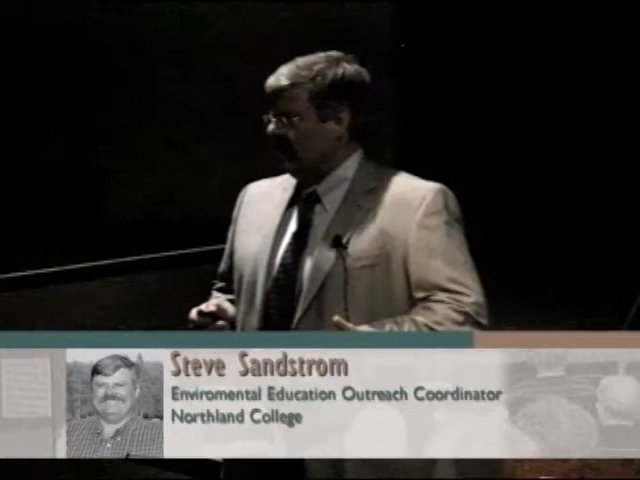 Steve Sandstrom
Enviromental Education Outreach Coordinator
Northland College